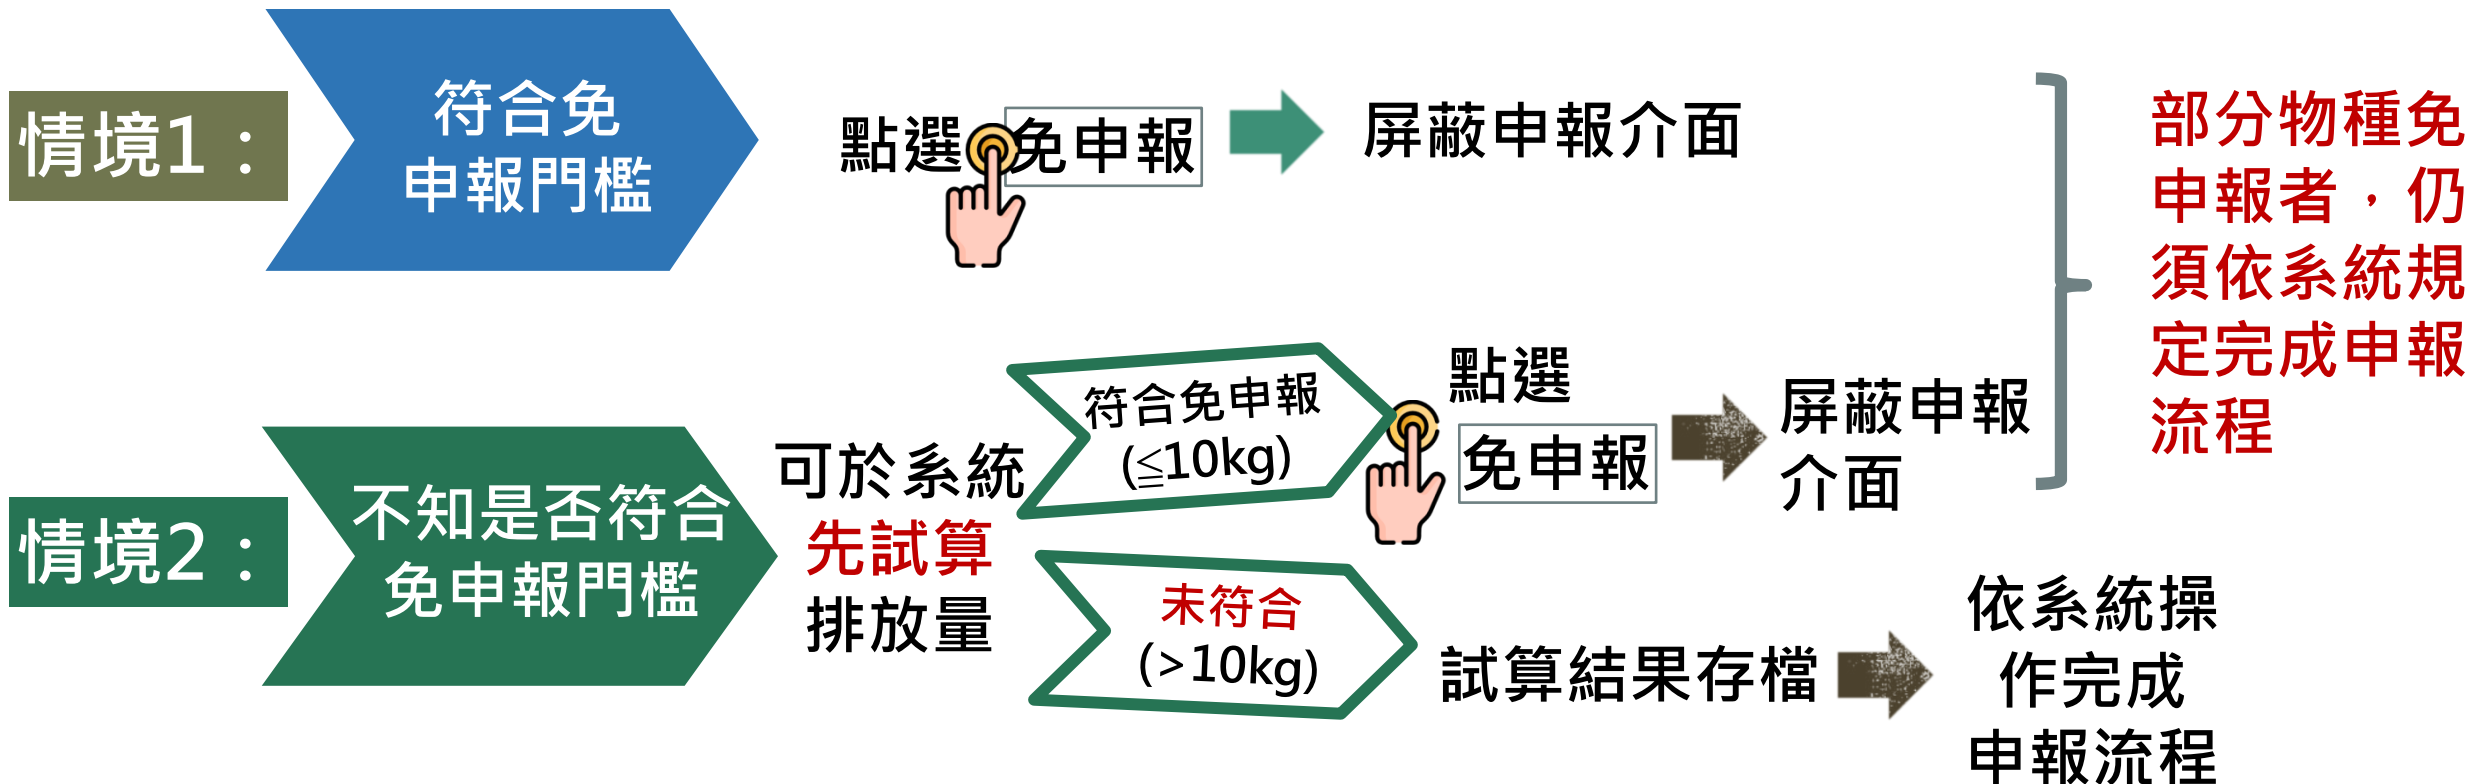 情境1：
符合免
申報門檻
點選
免申報
屏蔽申報介面
情境2：
不知是否符合
免申報門檻
可於系統
先試算
排放量
符合免申報
(≦10kg)
點選
免申報
屏蔽申報
介面
未符合
(>10kg)
試算結果存檔
依系統操
作完成
申報流程
部分物種免
申報者，仍
須依系統規
定完成申報
流程